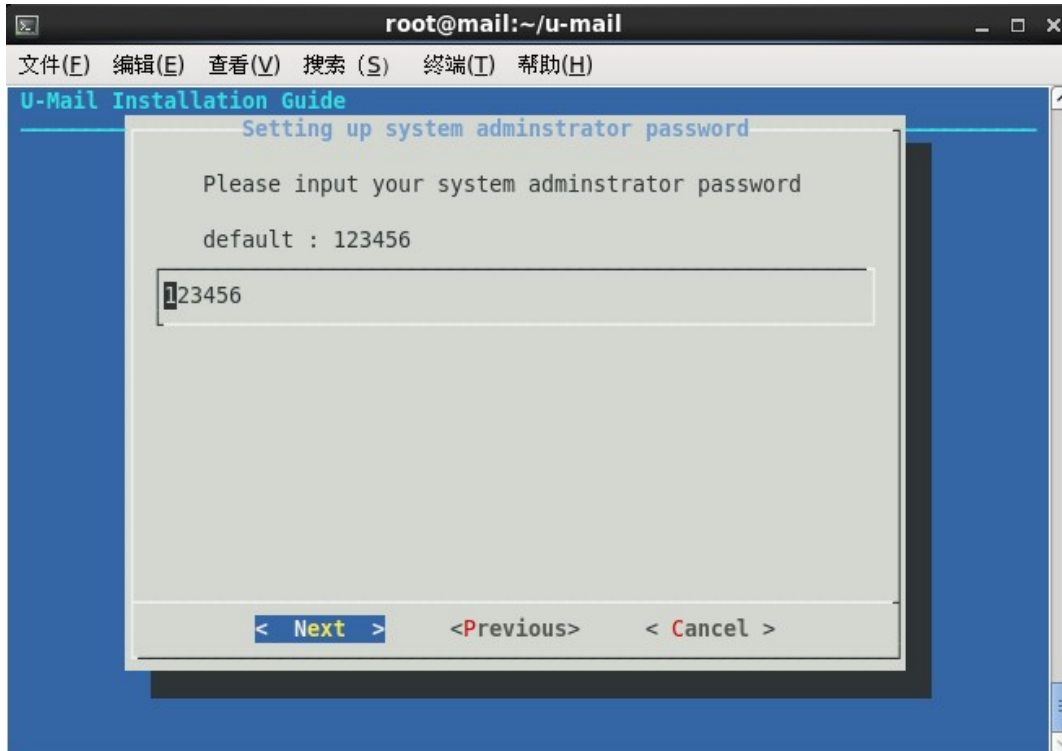 root@mail:~/u-mail
文件(F) 编辑(E) 查看(V) 搜索 (S) 终端(T) 帮助(H)
U-Mail Installation Guide
Setting up system adminstrator password
Please input your system adminstrator password
default : 123456
123456
< Next > <Previous> < Cancel >